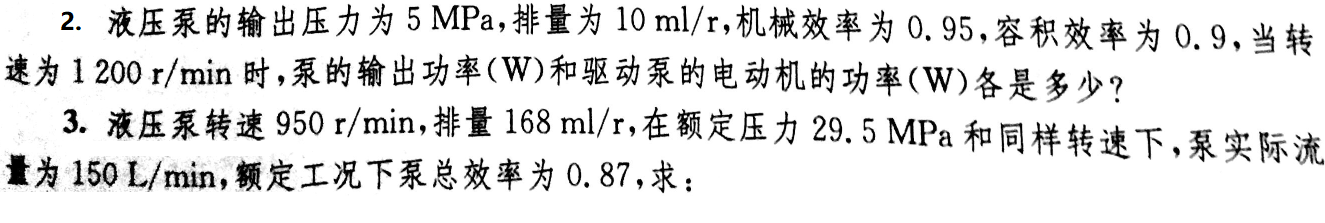 2. 液压泵的输出压力为 5 MPa,排量为 10 ml/r,机械效率为 0.95,容积效率为 0.9,当转
速为 1 200 r/min 时,泵的输出功率(W)和驱动泵的电动机的功率(W)各是多少?
3. 液压泵转速 950 r/min,排量 168 ml/r,在额定压力 29.5 MPa 和同样转速下,泵实际流
量为 150 L/min,额定工况下泵总效率为 0.87,求: